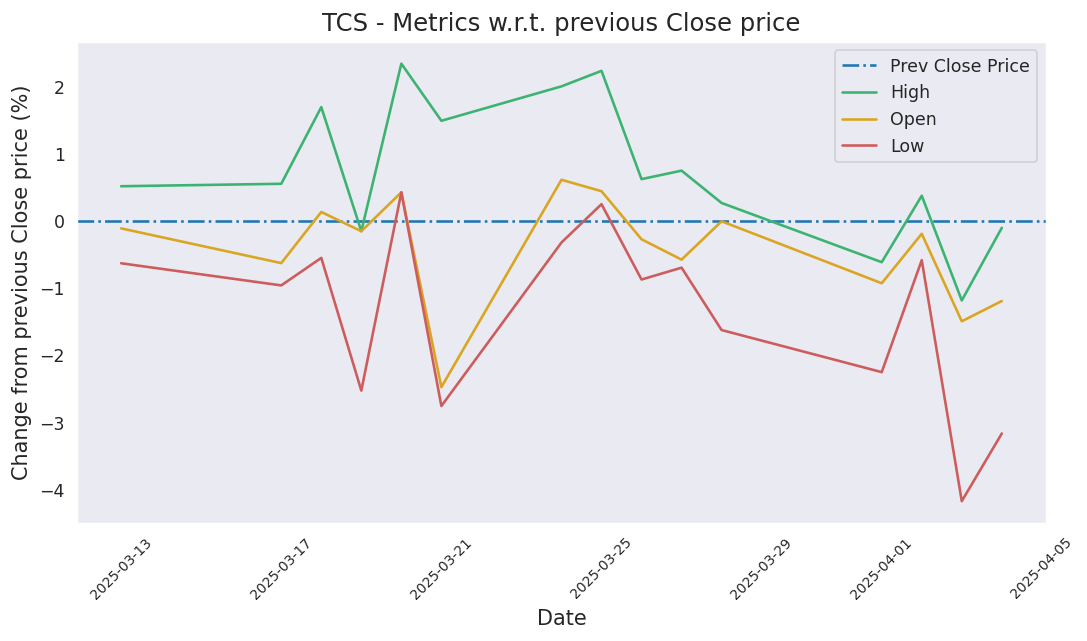 TCS - Metrics w.r.t. previous Close price
Change from previous Close price (%)
2
1
0
−1
−2
−3
−4
Prev Close Price
High
Open
Low
2025-03-13
2025-03-17
2025-03-21
2025-03-25
2025-03-29
2025-04-01
2025-04-05
Date